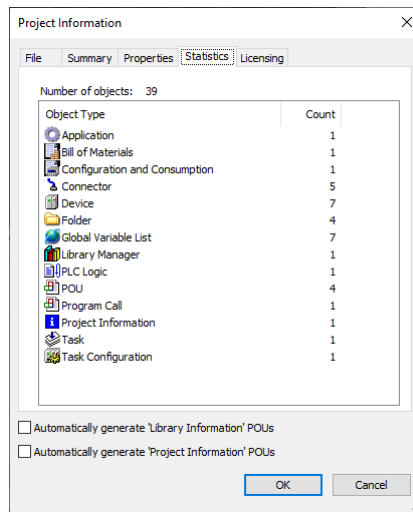 Project Information
File Summary Properties Statistics Licensing
Number of objects: 39
Object Type Count
Application 1
Bill of Materials 1
Configuration and Consumption 1
Connector 5
Device 7
Folder 4
Global Variable List 7
Library Manager 1
PLC Logic 1
POU 4
Program Call 1
Project Information 1
Task 1
Task Configuration 1
Automatically generate 'Library Information' POUs
Automatically generate 'Project Information' POUs
OK Cancel